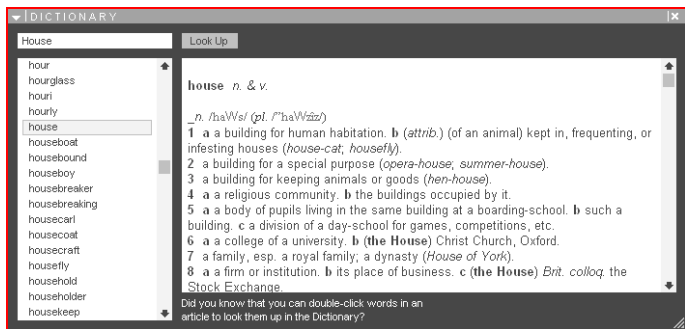 DICTIONARY
House
Look Up
hour
hourglass
houri
hourly
house
houseboat
housebound
houseboy
housebreaker
housebreaking
housecarl
housecoat
housecraft
housefly
household
householder
housekeep
house n. & v.
_n. /haWs/ (pl. /"haWzIz/)
1 a a building for human habitation. b (attrib.) (of an animal) kept in, frequenting, or
infesting houses (house-cat; housefly).
2 a building for a special purpose (opera-house; summer-house).
3 a building for keeping animals or goods (hen-house).
4 a a religious community. b the buildings occupied by it.
5 a a body of pupils living in the same building at a boarding-school. b such a
building. c a division of a day-school for games, competitions, etc.
6 a a college of a university. b (the House) Christ Church, Oxford.
7 a family, esp. a royal family; a dynasty (House of York).
8 a a firm or institution. b its place of business. c (the House) Brit. colloq. the
Stock Exchange.
Did you know that you can double-click words in an
article to look them up in the Dictionary?